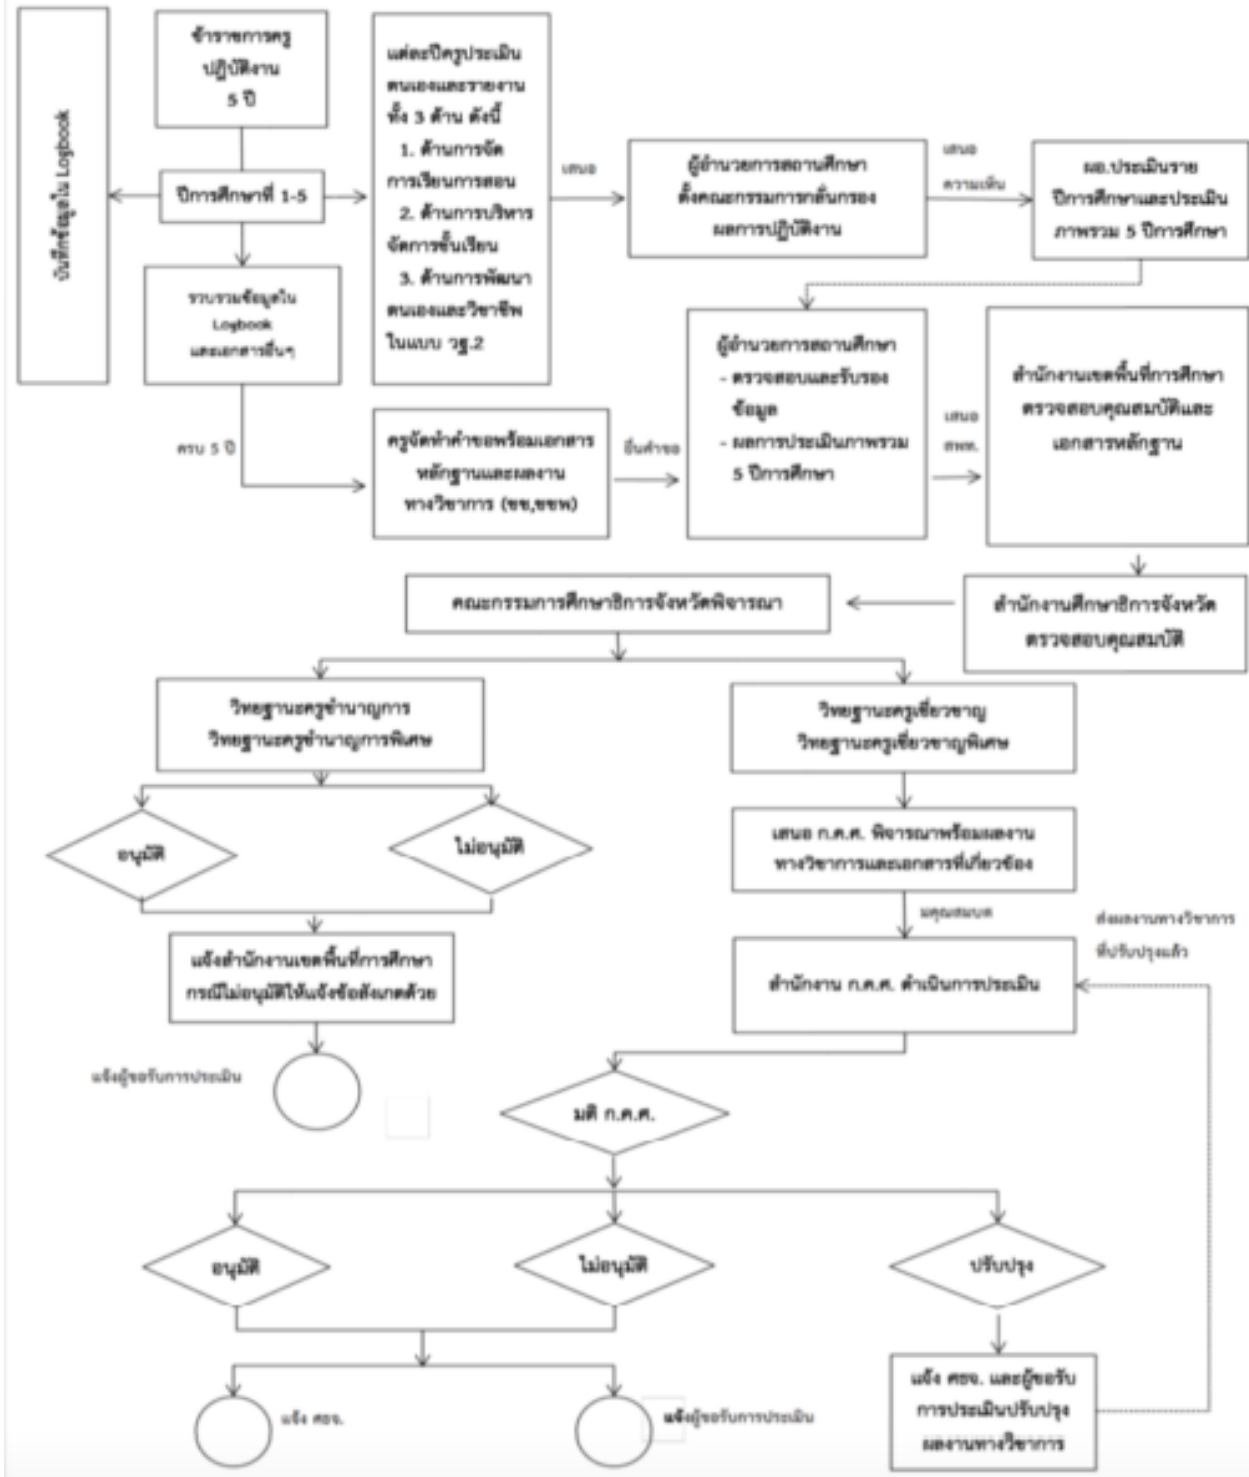 บันทึกข้อมูลใน Logbook
ข้าราชการครู
ปฏิบัติงาน
5 ปี
ปีการศึกษาที่ 1-5
รวบรวมข้อมูลใน
Logbook
และเอกสารอื่นๆ
แต่ละปีครูประเมิน
ตนเองและรายงาน
ทั้ง 3 ด้าน ดังนี้
1. ด้านการจัด
การเรียนการสอน
2. ด้านการบริหาร
จัดการชั้นเรียน
3. ด้านการพัฒนา
ตนเองและวิชาชีพ
ในแบบ วฐ.2
เสนอ
ผู้อำนวยการสถานศึกษา
ตั้งคณะกรรมการกลั่นกรอง
ผลการปฏิบัติงาน
เสนอ
ความเห็น
ผอ.ประเมินราย
ปีการศึกษาและประเมิน
ภาพรวม 5 ปีการศึกษา
ครบ 5 ปี
ครูจัดทำคำขอพร้อมเอกสาร
หลักฐานและผลงาน
ทางวิชาการ (ชช,ชชพ)
ยื่นคำขอ
ผู้อำนวยการสถานศึกษา
- ตรวจสอบและรับรอง
ข้อมูล
- ผลการประเมินภาพรวม
5 ปีการศึกษา
เสนอ
สพท.
สำนักงานเขตพื้นที่การศึกษา
ตรวจสอบคุณสมบัติและ
เอกสารหลักฐาน
สำนักงานศึกษาธิการจังหวัด
ตรวจสอบคุณสมบัติ
คณะกรรมการศึกษาธิการจังหวัดพิจารณา
วิทยฐานะครูชำนาญการ
วิทยฐานะครูชำนาญการพิเศษ
วิทยฐานะครูเชี่ยวชาญ
วิทยฐานะครูเชี่ยวชาญพิเศษ
อนุมัติ
ไม่อนุมัติ
เสนอ ก.ค.ศ. พิจารณาพร้อมผลงาน
ทางวิชาการและเอกสารที่เกี่ยวข้อง
มีคุณสมบัติ
แจ้งสำนักงานเขตพื้นที่การศึกษา
กรณีไม่อนุมัติให้แจ้งข้อสังเกตด้วย
สำนักงาน ก.ค.ศ. ดำเนินการประเมิน
ส่งผลงานทางวิชาการ
ที่ปรับปรุงแล้ว
แจ้งผู้ขอรับการประเมิน
มติ ก.ค.ศ.
อนุมัติ
ไม่อนุมัติ
ปรับปรุง
แจ้ง ศธจ.
แจ้งผู้ขอรับการประเมิน
แจ้ง ศธจ. และผู้ขอรับ
การประเมินปรับปรุง
ผลงานทางวิชาการ